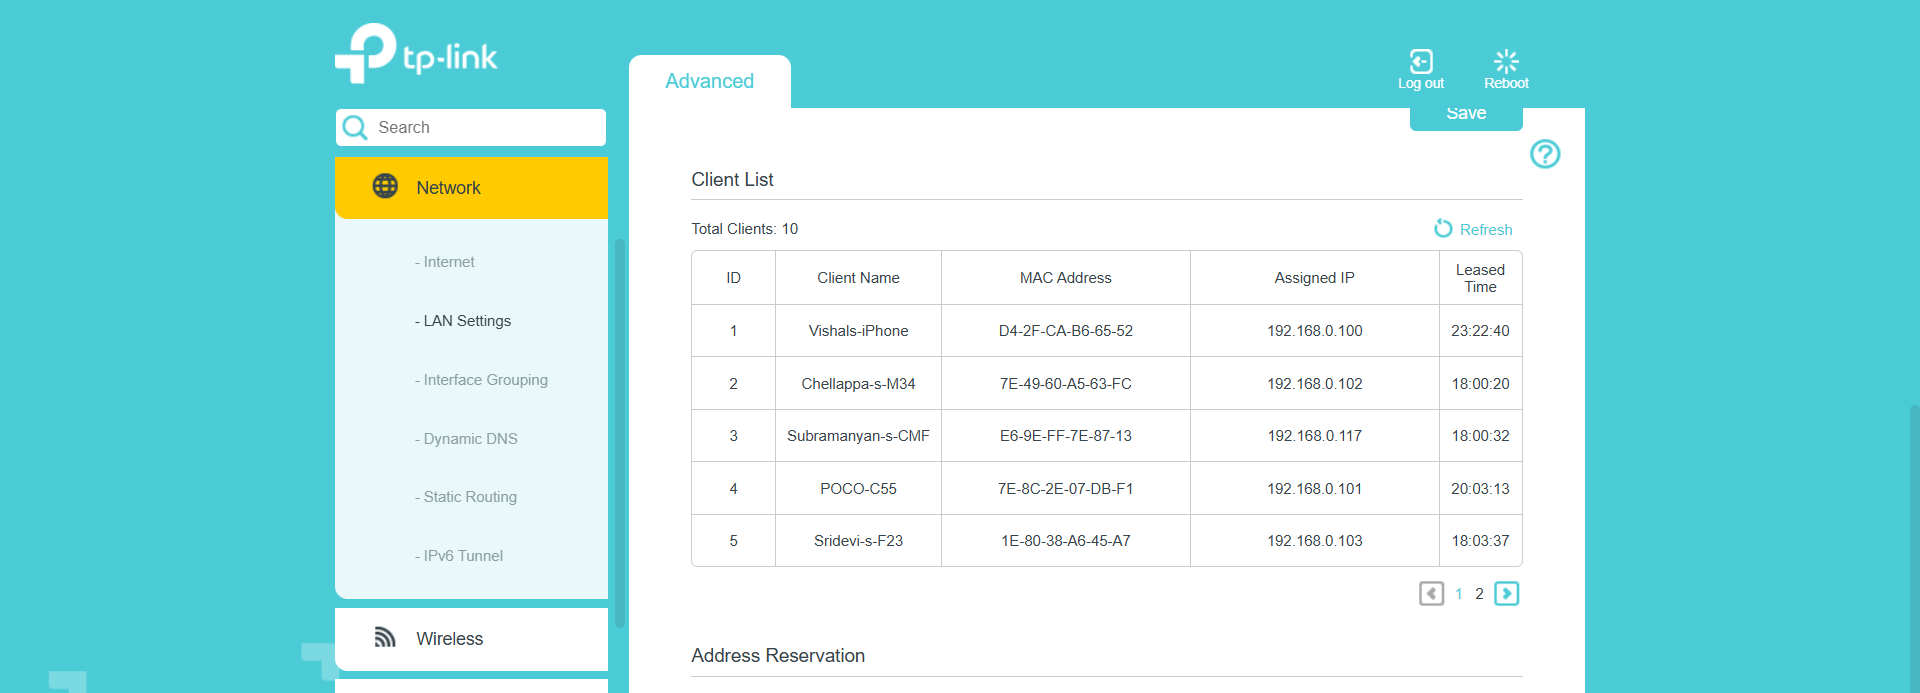 tp-link
Advanced
Log out
Reboot
Search
Save
Network
- Internet
- LAN Settings
- Interface Grouping
- Dynamic DNS
- Static Routing
- IPv6 Tunnel
Wireless
Client List
Total Clients: 10
Refresh
ID Client Name MAC Address Assigned IP Leased Time
1 Vishals-iPhone D4-2F-CA-B6-65-52 192.168.0.100 23:22:40
2 Chellappa-s-M34 7E-49-60-A5-63-FC 192.168.0.102 18:00:20
3 Subramanyan-s-CMF E6-9E-FF-7E-87-13 192.168.0.117 18:00:32
4 POCO-C55 7E-8C-2E-07-DB-F1 192.168.0.101 20:03:13
5 Sridevi-s-F23 1E-80-38-A6-45-A7 192.168.0.103 18:03:37
1 2
Address Reservation